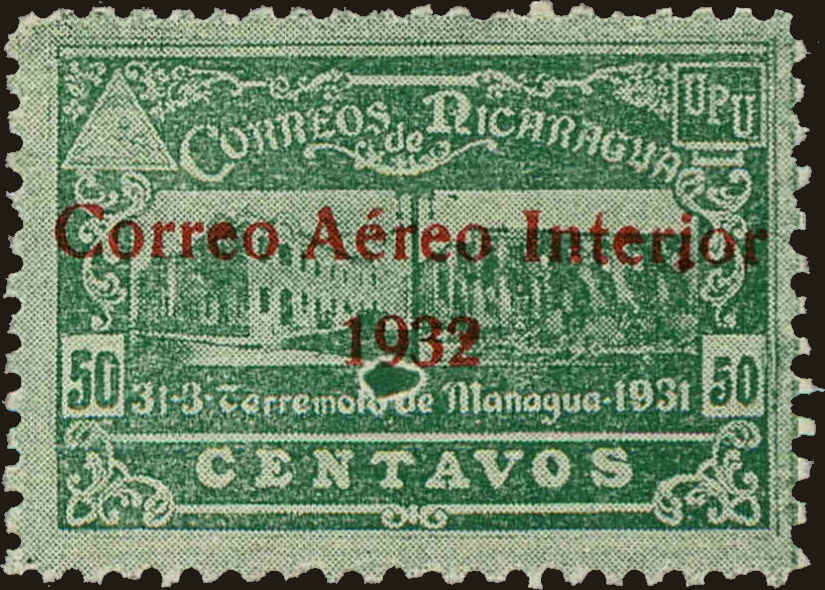 CORREOS de NICARAGUA
UPU
Correo Aéreo Interior
1932
50
31-3-Terremoto de Managua-1931
50
CENTAVOS